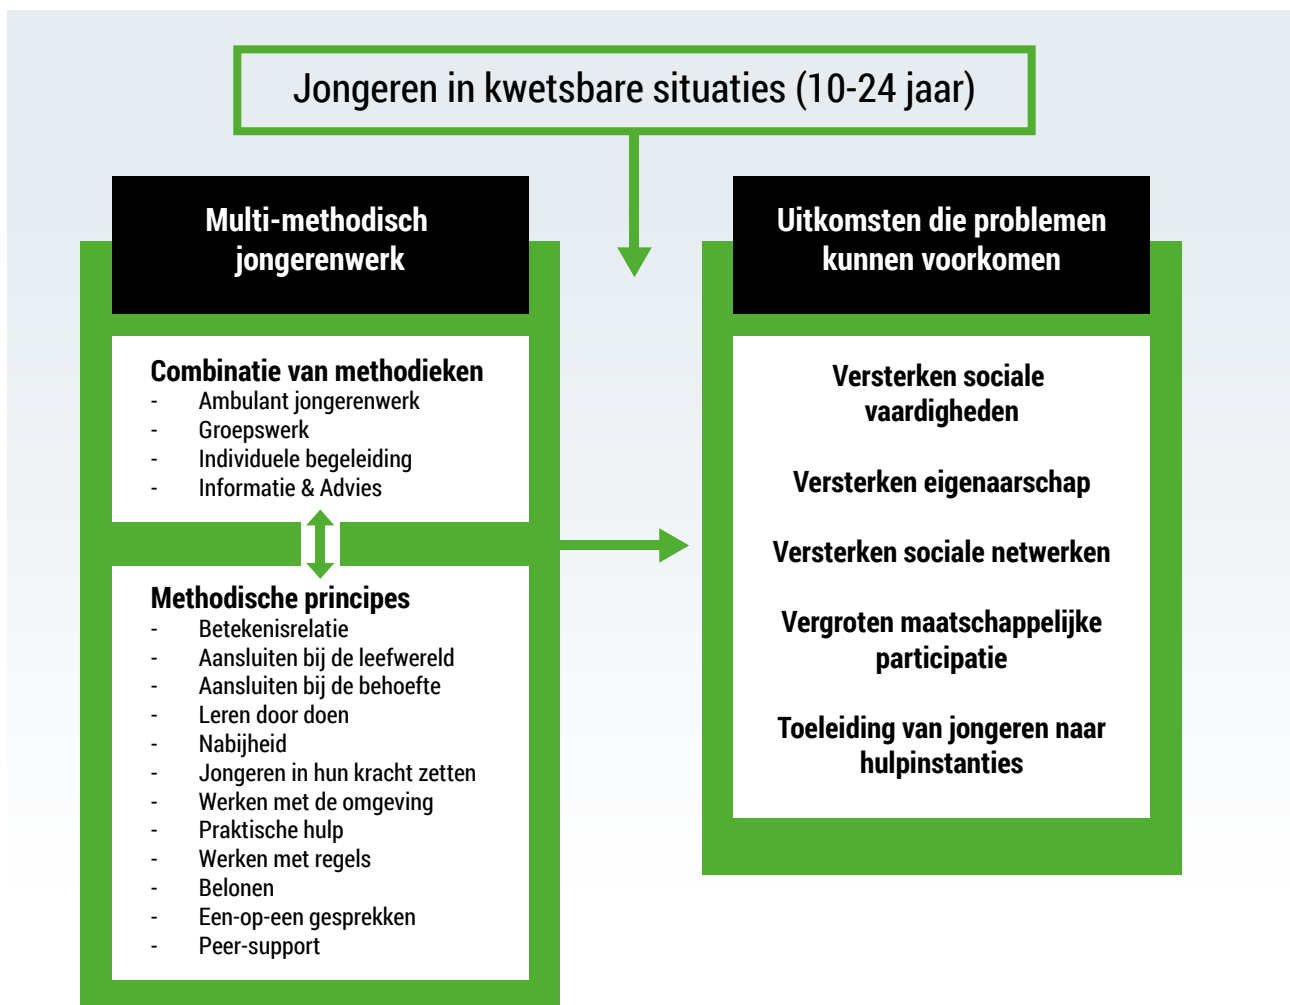 Jongeren in kwetsbare situaties (10-24 jaar)
Multi-methodisch
jongerenwerk
Combinatie van methodieken
- Ambulant jongerenwerk
- Groepswerk
- Individuele begeleiding
- Informatie & Advies
Methodische principes
- Betekenisrelatie
- Aansluiten bij de leefwereld
- Aansluiten bij de behoefte
- Leren door doen
- Nabijheid
- Jongeren in hun kracht zetten
- Werken met de omgeving
- Praktische hulp
- Werken met regels
- Belonen
- Een-op-een gesprekken
- Peer-support
Uitkomsten die problemen
kunnen voorkomen
Versterken sociale
vaardigheden
Versterken eigenaarschap
Versterken sociale netwerken
Vergroten maatschappelijke
participatie
Toeleiding van jongeren naar
hulpinstanties